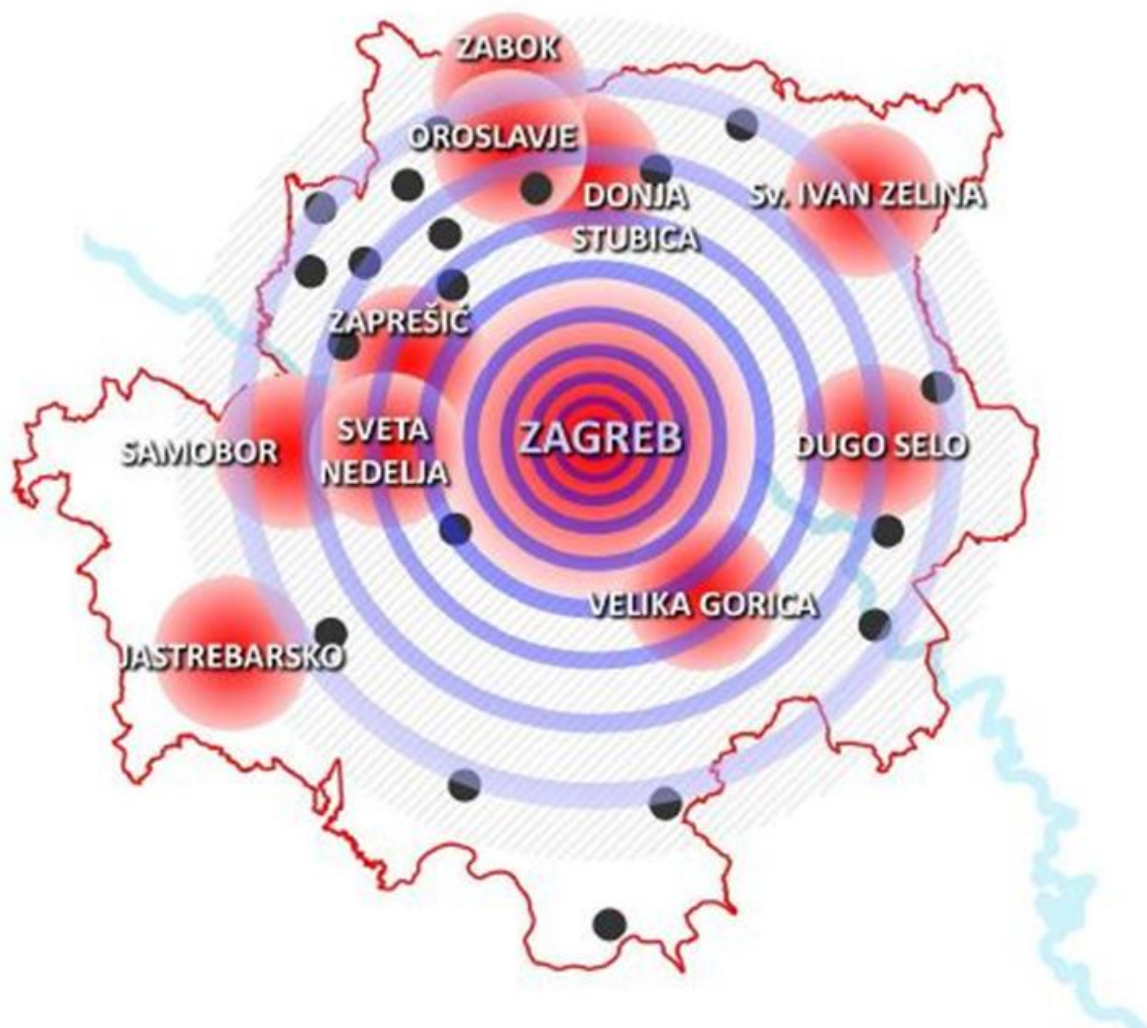 ZABOK
OROSLAVJE
DONJA
STUBICA
Sv. IVAN ZELINA
ZAPREŠIĆ
SAMOBOR
SVETA
NEDELJA
ZAGREB
DUGO SELO
VELIKA GORICA
JASTREBARSKO